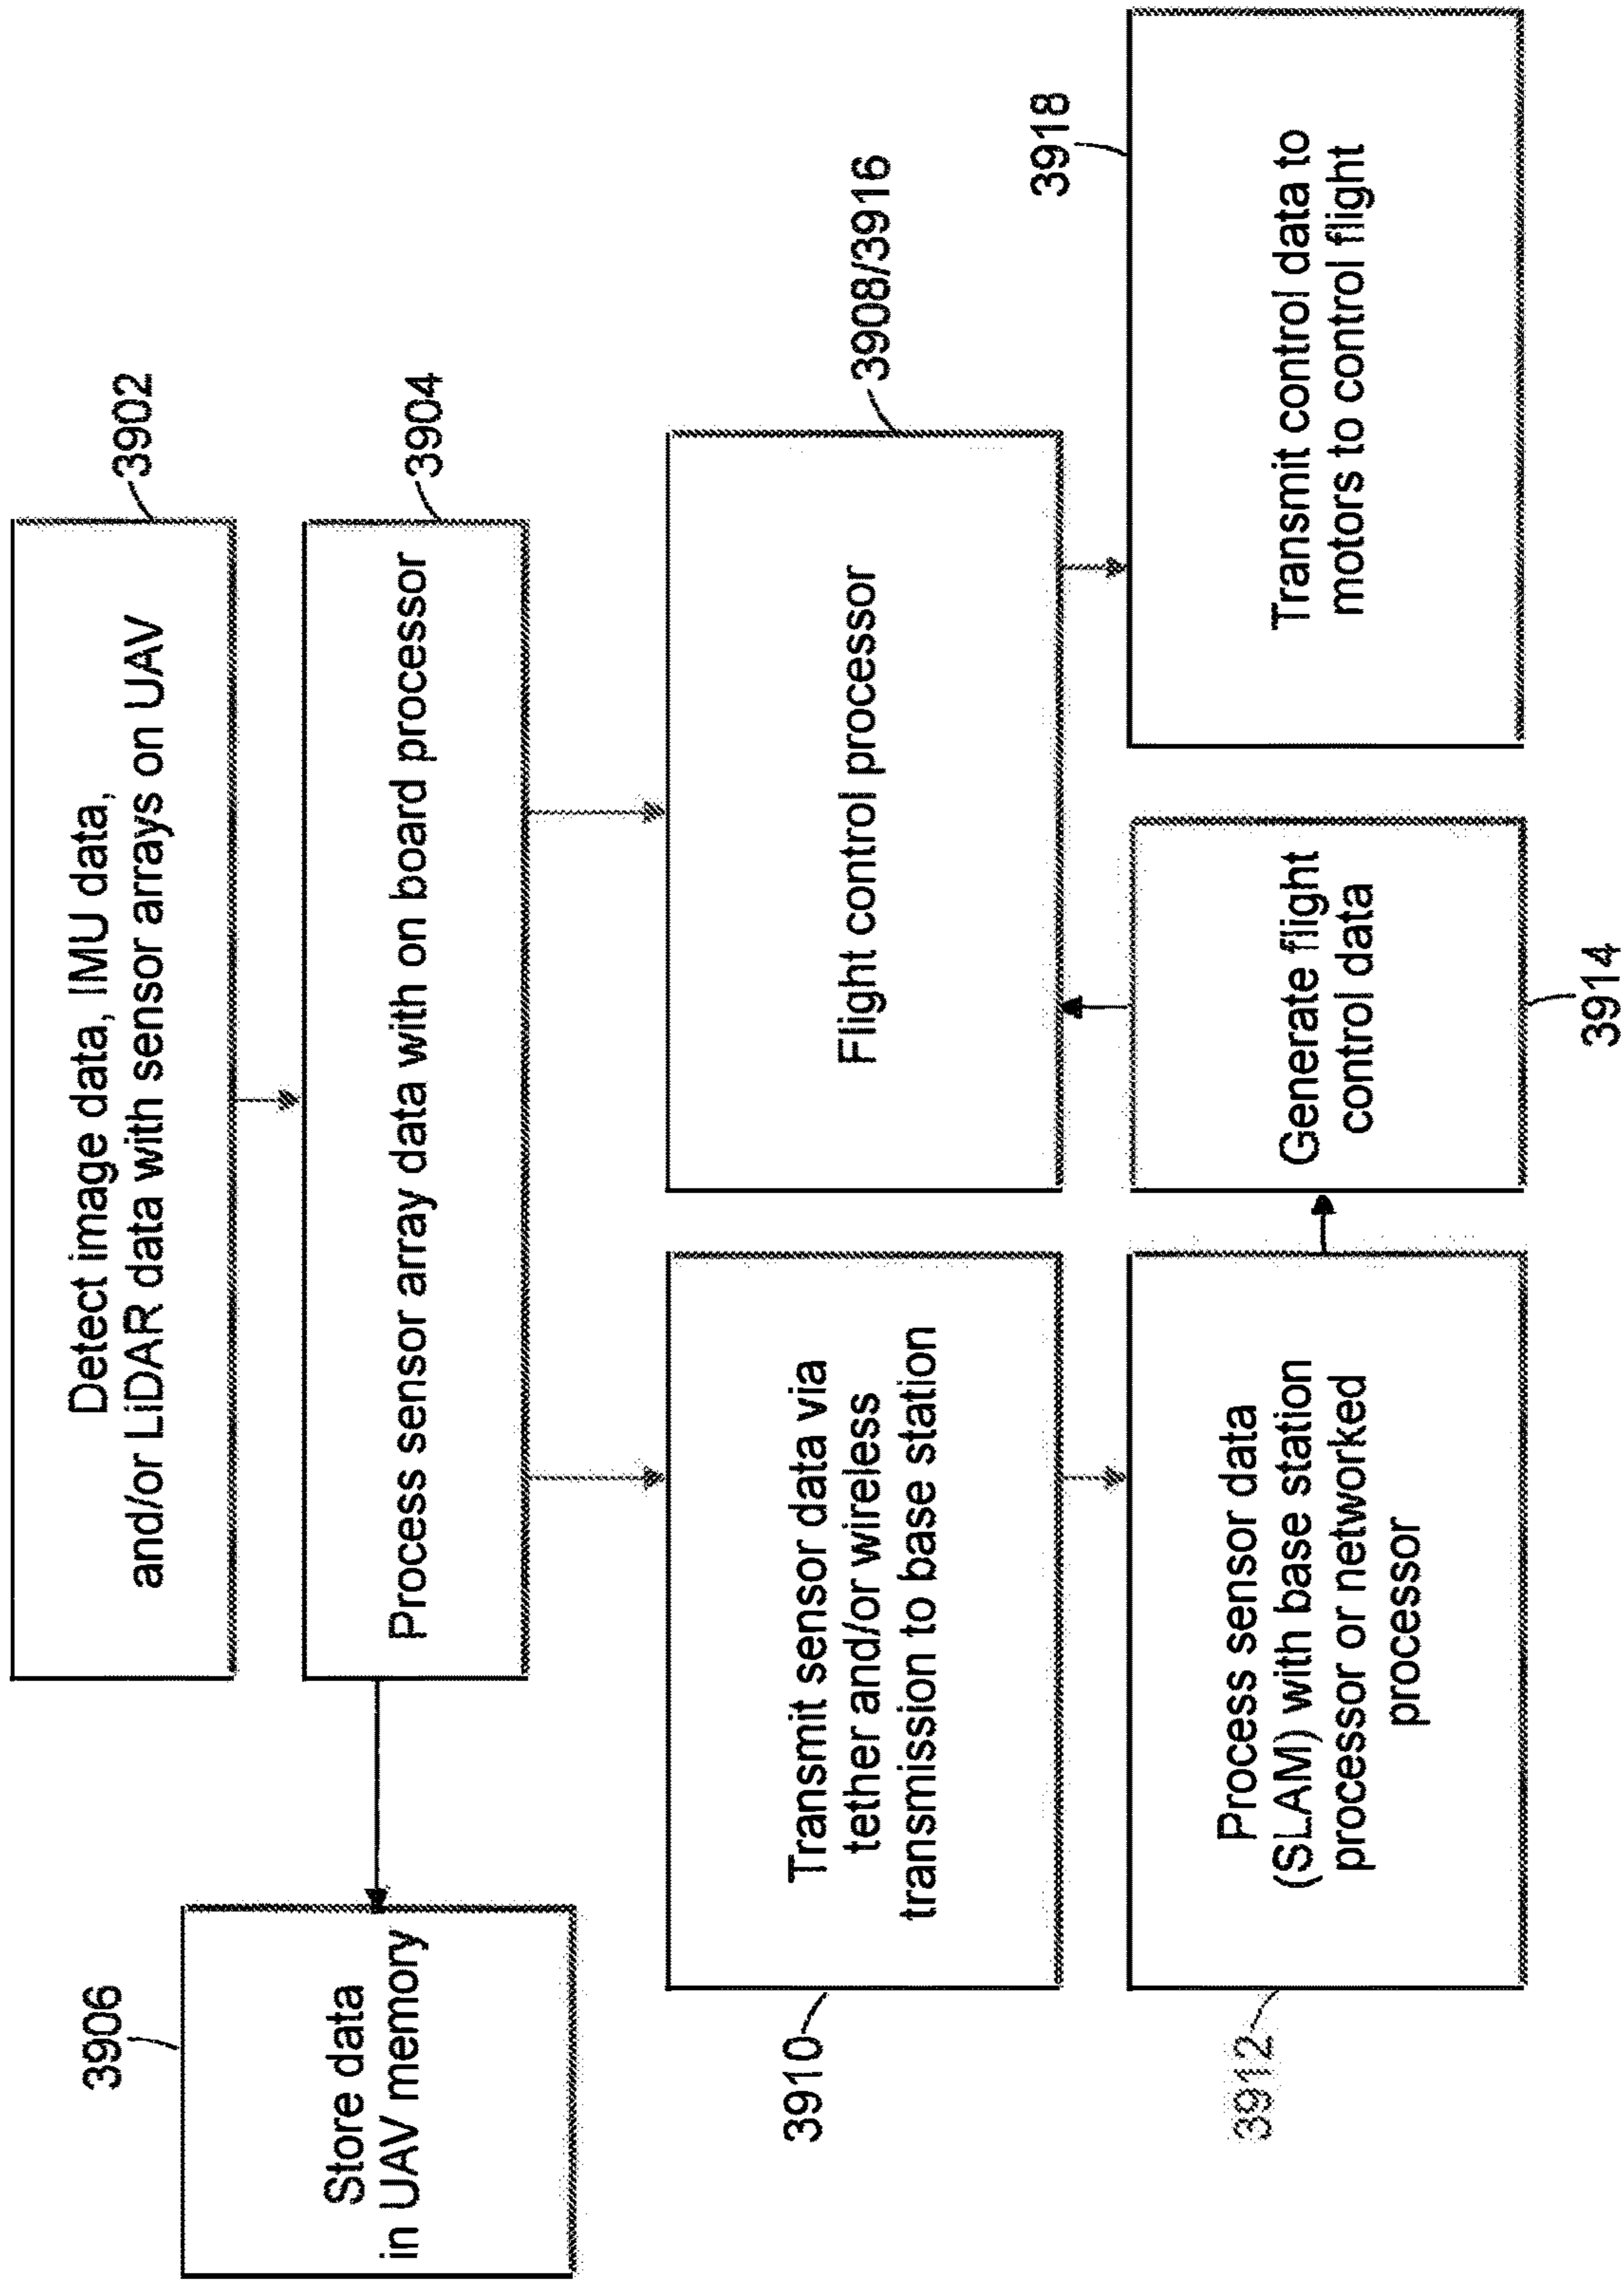 3902
Detect image data, IMU data,
and/or LiDAR data with sensor arrays on UAV
3904
Process sensor array data with on board processor
3906
Store data
in UAV memory
3908/3916
Flight control processor
3910
Transmit sensor data via
tether and/or wireless
transmission to base station
3912
Process sensor data
(SLAM) with base station
processor or networked
processor
Generate flight
control data
3914
3918
Transmit control data to
motors to control flight